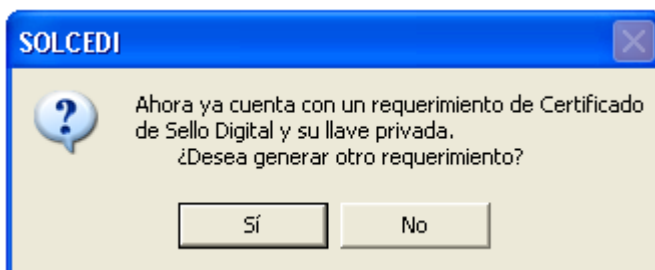 SOLCEDI
Ahora ya cuenta con un requerimiento de Certificado
de Sello Digital y su llave privada.
¿Desea generar otro requerimiento?
Sí
No